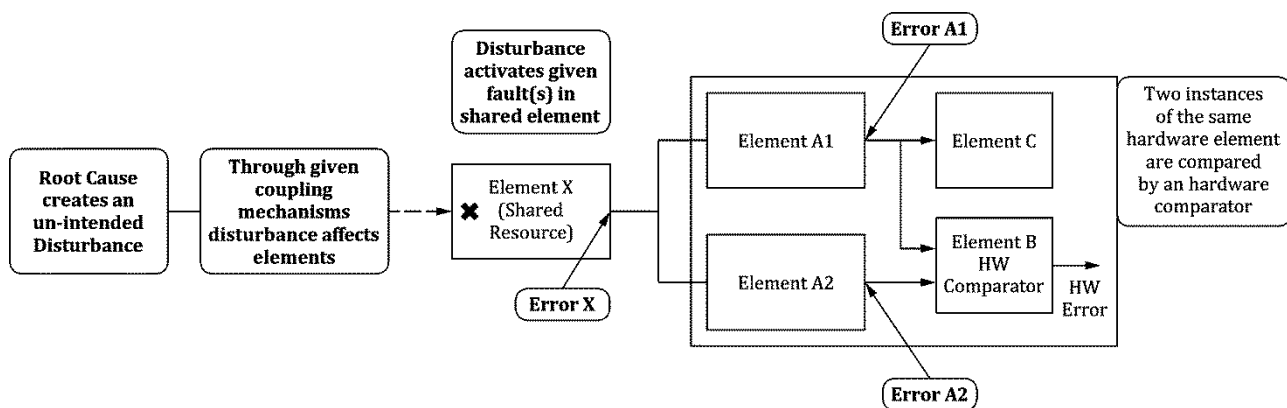 Root Cause
creates an
un-intended
Disturbance
Through given
coupling
mechanisms
disturbance affects
elements
Disturbance
activates given
fault(s) in
shared element
Element X
(Shared
Resource)
Error X
Error A1
Element A1
Element C
Element A2
Element B
HW
Comparator
HW
Error
Error A2
Two instances
of the same
hardware element
are compared
by an hardware
comparator